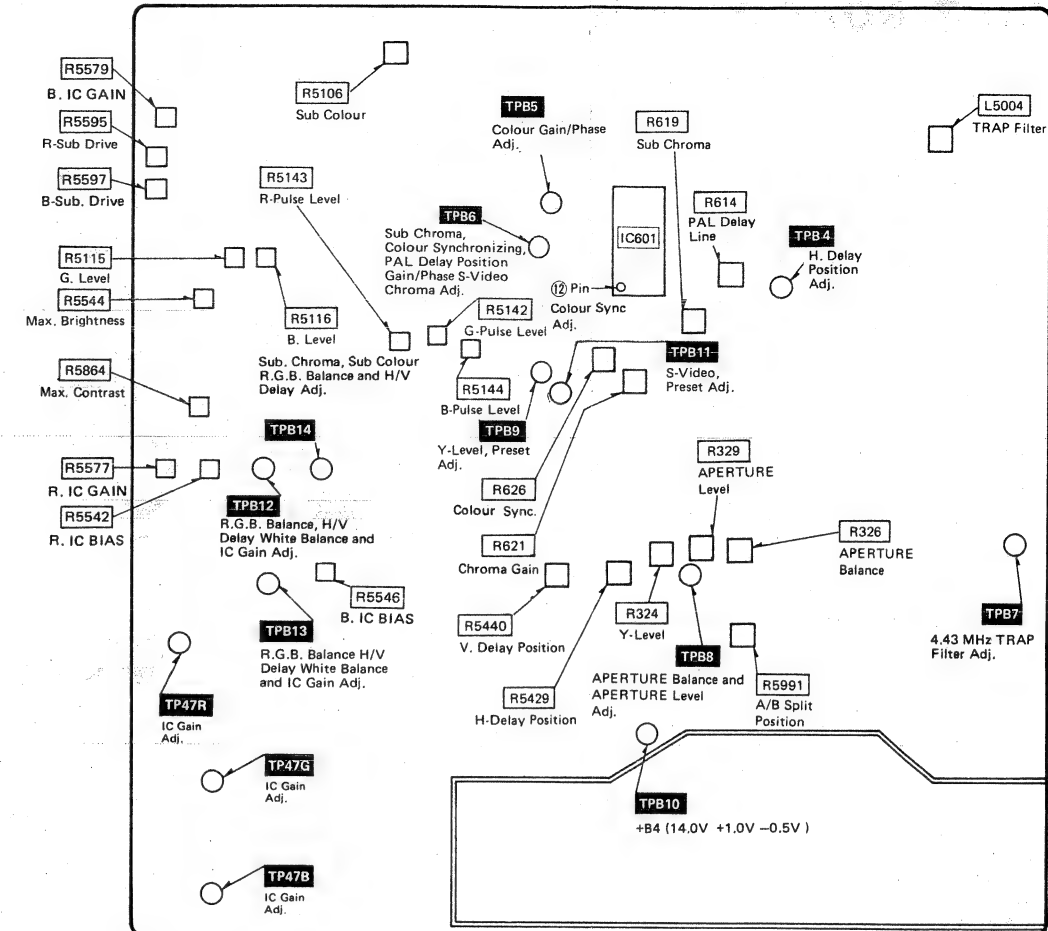 R5579
B. IC GAIN
R5595
R-Sub Drive
R5597
B-Sub. Drive
R5106
Sub Colour
TPB5
Colour Gain/Phase
Adj.
R619
Sub Chroma
L5004
TRAP Filter
R5143
R-Pulse Level
TPB6
Sub Chroma,
Colour Synchronizing,
PAL Delay Position
Gain/Phase S-Video
Chroma Adj.
IC601
⑫ Pin
Colour Sync
Adj.
R614
PAL Delay
Line
TPB4
H. Delay
Position
Adj.
R5115
G. Level
R5544
Max. Brightness
R5116
B. Level
Sub. Chroma, Sub Colour
R.G.B. Balance and H/V
Delay Adj.
R5142
G-Pulse Level
R5144
B-Pulse Level
TPB11
S-Video,
Preset Adj.
R5864
Max. Contrast
TPB9
Y-Level, Preset
Adj.
TPB14
R5577
R. IC GAIN
R5542
R. IC BIAS
TPB12
R.G.B. Balance, H/V
Delay White Balance and
IC Gain Adj.
R626
Colour Sync.
R621
Chroma Gain
R329
APERTURE
Level
R326
APERTURE
Balance
R5546
B. IC BIAS
TPB13
R.G.B. Balance H/V
Delay White Balance
and IC Gain Adj.
R5440
V. Delay Position
R324
Y-Level
TPB8
APERTURE Balance and
APERTURE Level
Adj.
TPB7
4.43 MHz TRAP
Filter Adj.
R5429
H-Delay Position
R5991
A/B Split
Position
TP47R
IC Gain
Adj.
TP47G
IC Gain
Adj.
TPB10
+B4 (14.0V +1.0V −0.5V )
TP47B
IC Gain
Adj.